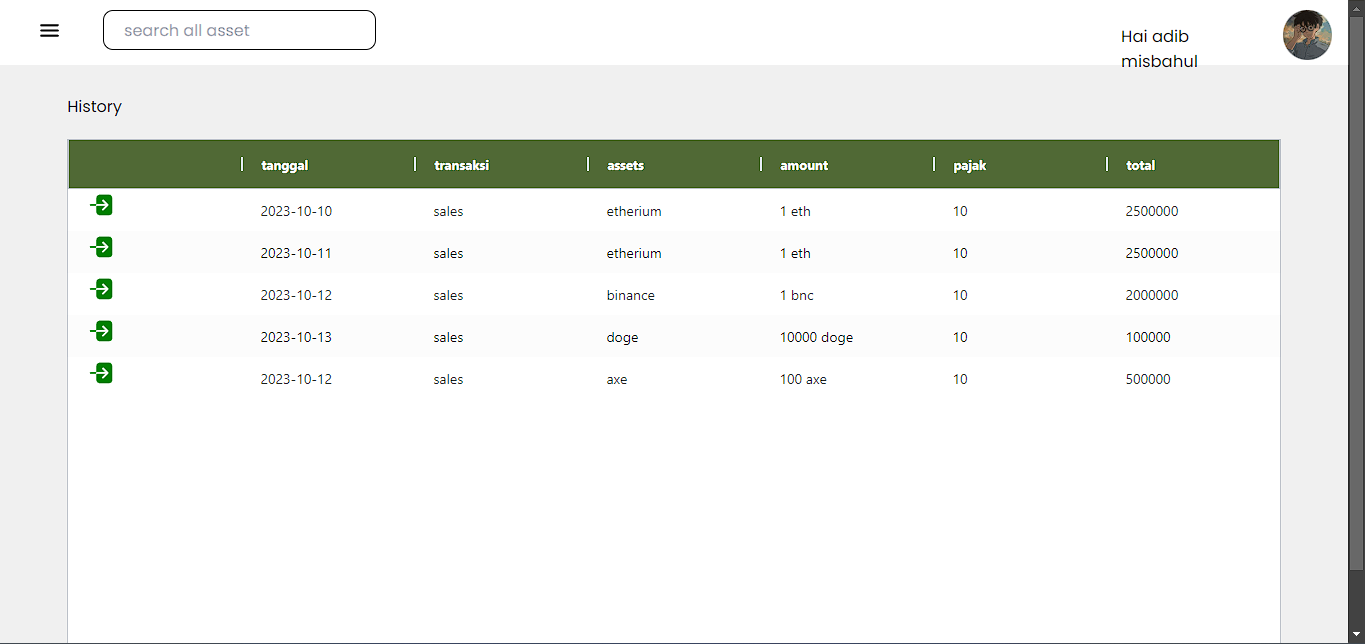 search all asset
Hai adib
misbahul
History
tanggal transaksi assets amount pajak total
2023-10-10 sales etherium 1 eth 10 2500000
2023-10-11 sales etherium 1 eth 10 2500000
2023-10-12 sales binance 1 bnc 10 2000000
2023-10-13 sales doge 10000 doge 10 100000
2023-10-12 sales axe 100 axe 10 500000